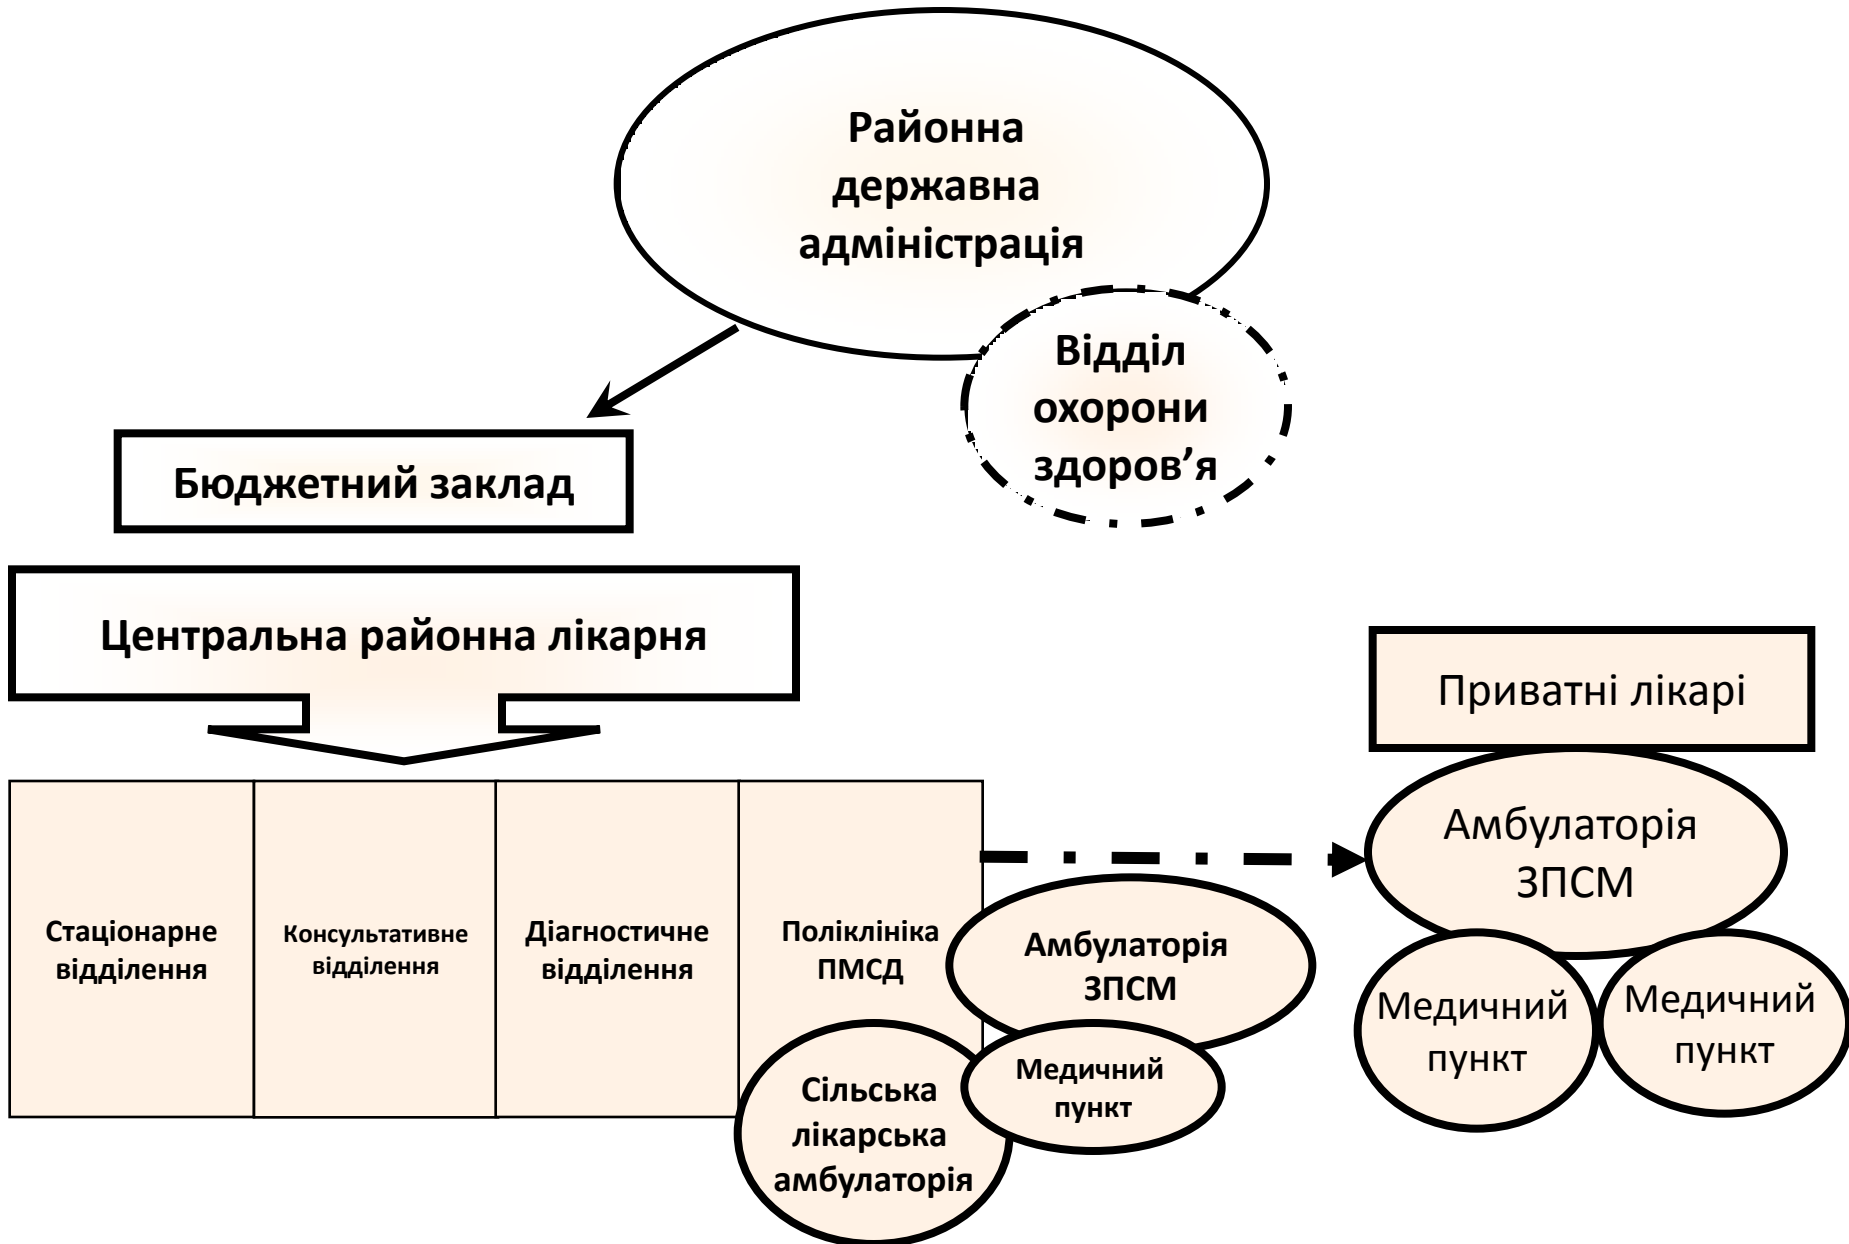 Районна
державна
адміністрація
Відділ
охорони
здоров’я
Бюджетний заклад
Центральна районна лікарня
Приватні лікарі
Амбулаторія
ЗПСМ
Медичний
пункт
Медичний
пункт
Стаціонарне
відділення
Консультативне
відділення
Діагностичне
відділення
Поліклініка
ПМСД
Амбулаторія
ЗПСМ
Медичний
пункт
Сільська
лікарська
амбулаторія